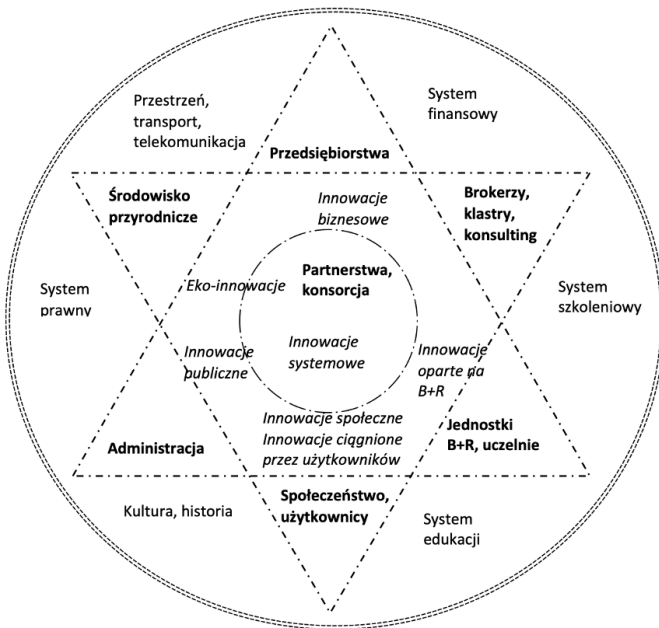 Przestrzeń,
transport,
telekomunikacja
System
finansowy
Przedsiębiorstwa
Środowisko
przyrodnicze
Innowacje
biznesowe
Brokerzy,
klastry,
konsulting
System
prawny
Eko-innowacje
Partnerstwa,
konsorcja
System
szkoleniowy
Innowacje
publiczne
Innowacje
systemowe
Innowacje
oparte na
B+R
Administracja
Innowacje społeczne
Innowacje ciągnione
przez użytkowników
Jednostki
B+R, uczelnie
Kultura, historia
Społeczeństwo,
użytkownicy
System
edukacji